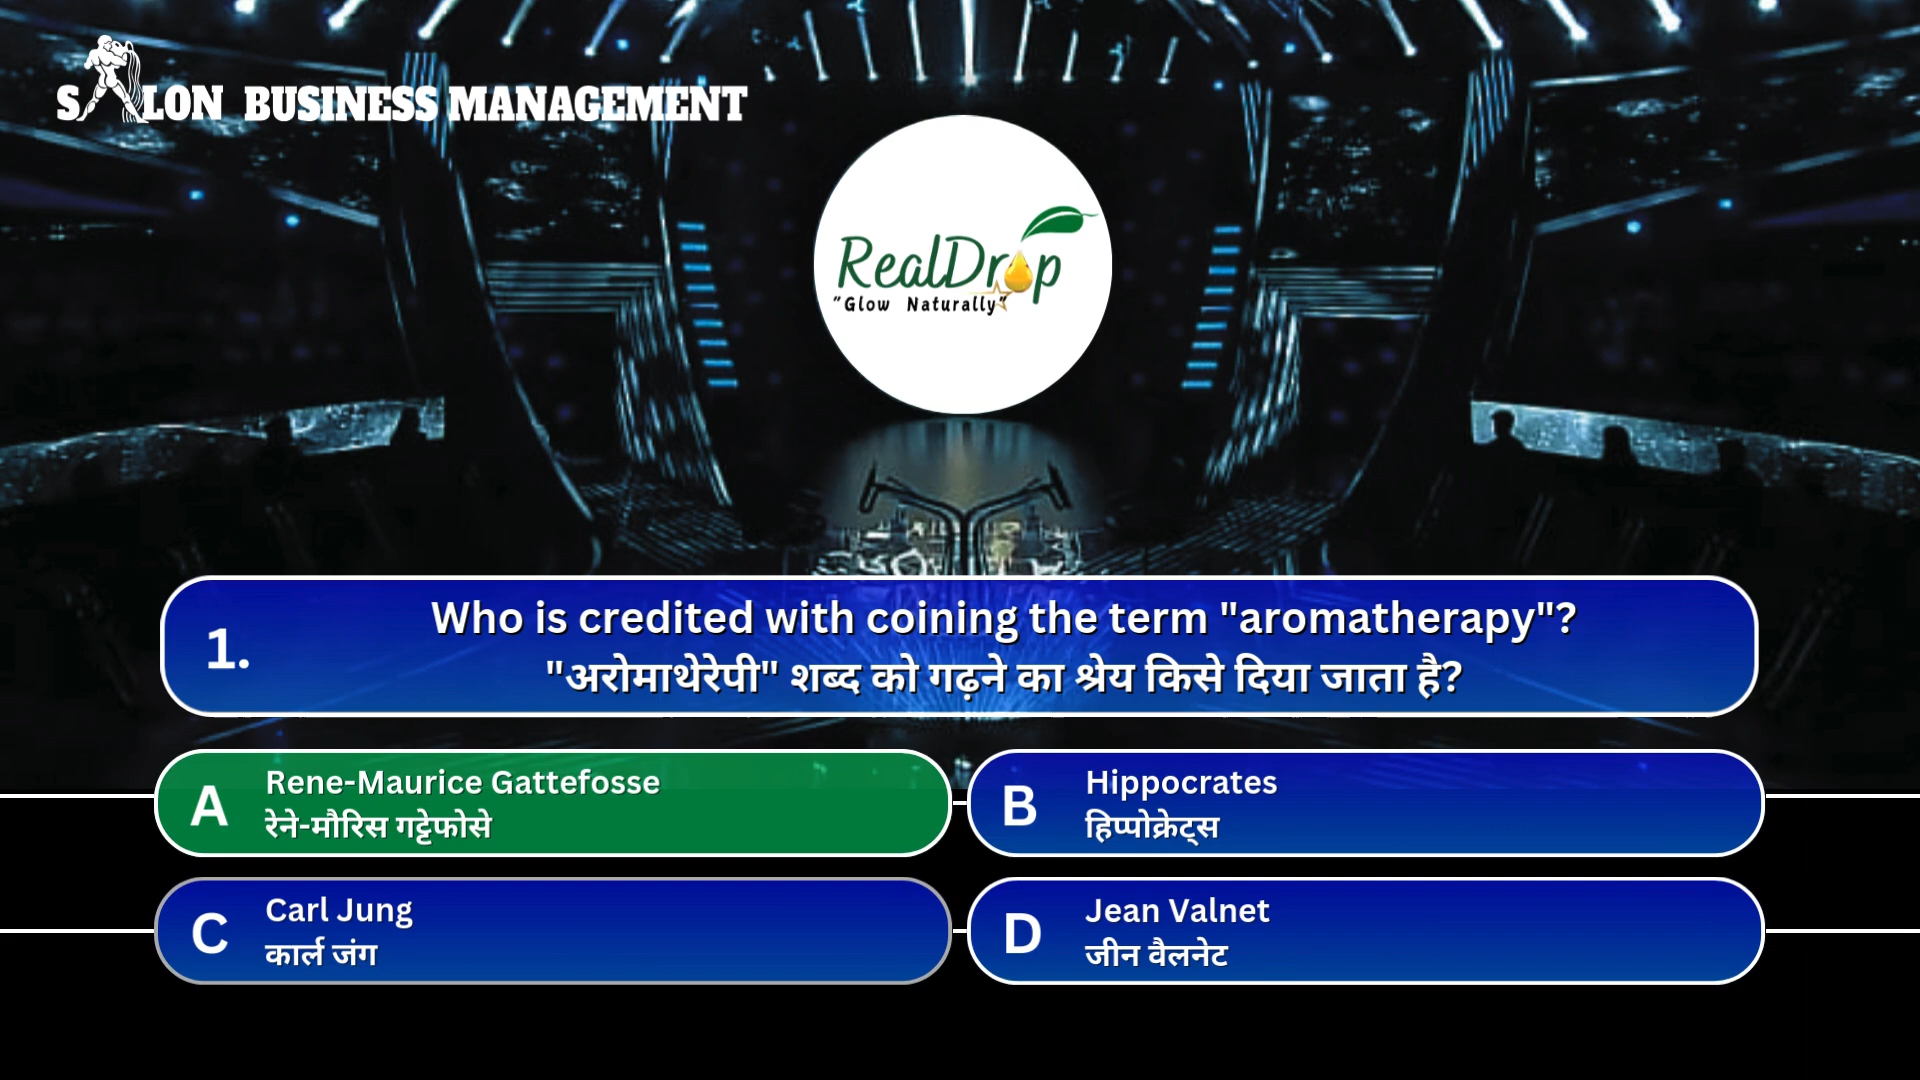 SALON BUSINESS MANAGEMENT
RealDrop
"Glow Naturally"
1.
Who is credited with coining the term "aromatherapy"?
"अरोमाथेरेपी" शब्द को गढ़ने का श्रेय किसे दिया जाता है?
A
Rene-Maurice Gattefosse
रेने-मौरिस गट्टेफोसे
B
Hippocrates
हिप्पोक्रेट्स
C
Carl Jung
कार्ल जंग
D
Jean Valnet
जीन वैलनेट